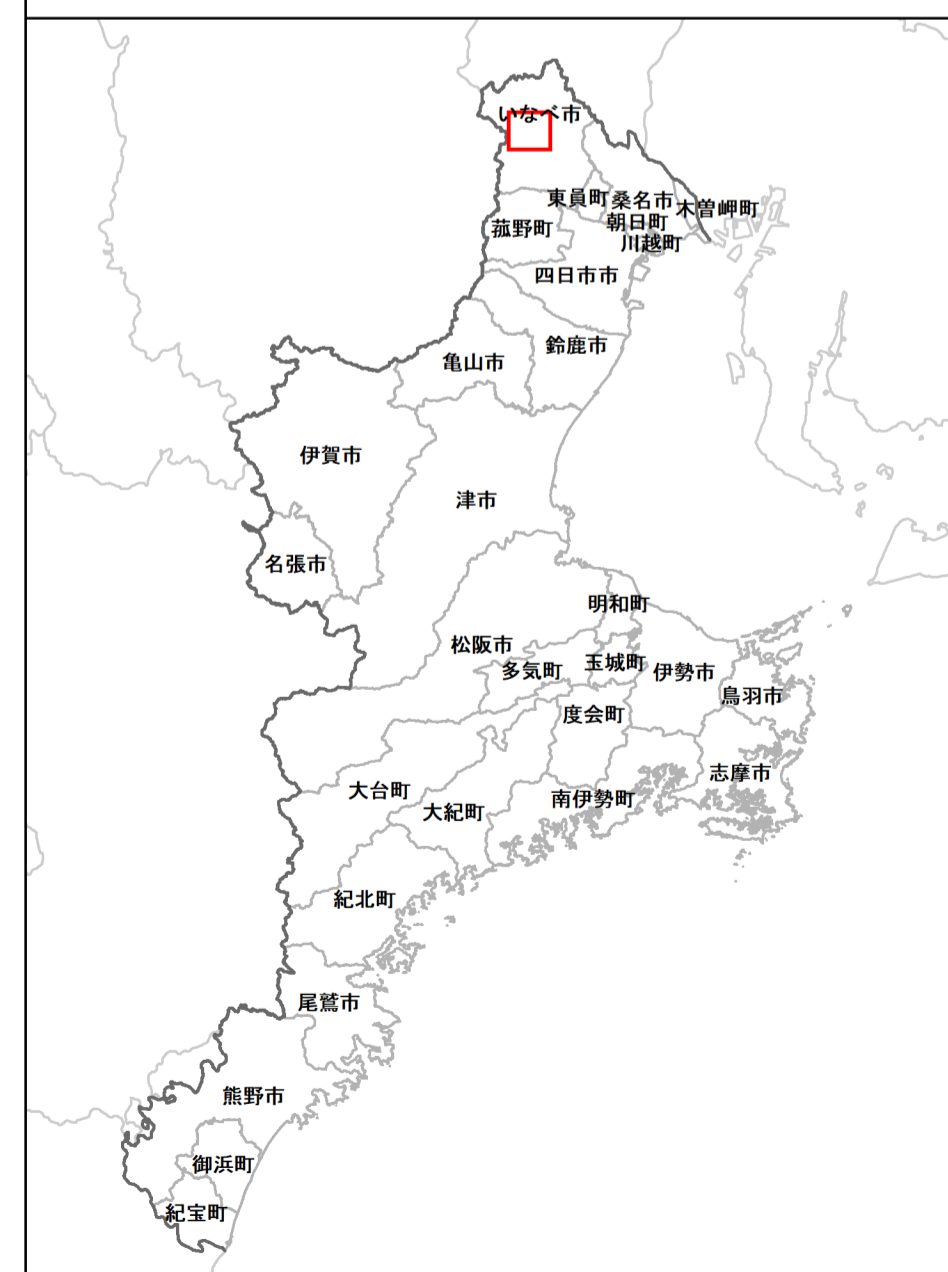 いなべ市
東員町
桑名市
木曽岬町
朝日町
菰野町
川越町
四日市市
鈴鹿市
亀山市
伊賀市
津市
名張市
明和町
松阪市
多気町
玉城町
伊勢市
鳥羽市
度会町
志摩市
大台町
大紀町
南伊勢町
紀北町
尾鷲市
熊野市
御浜町
紀宝町